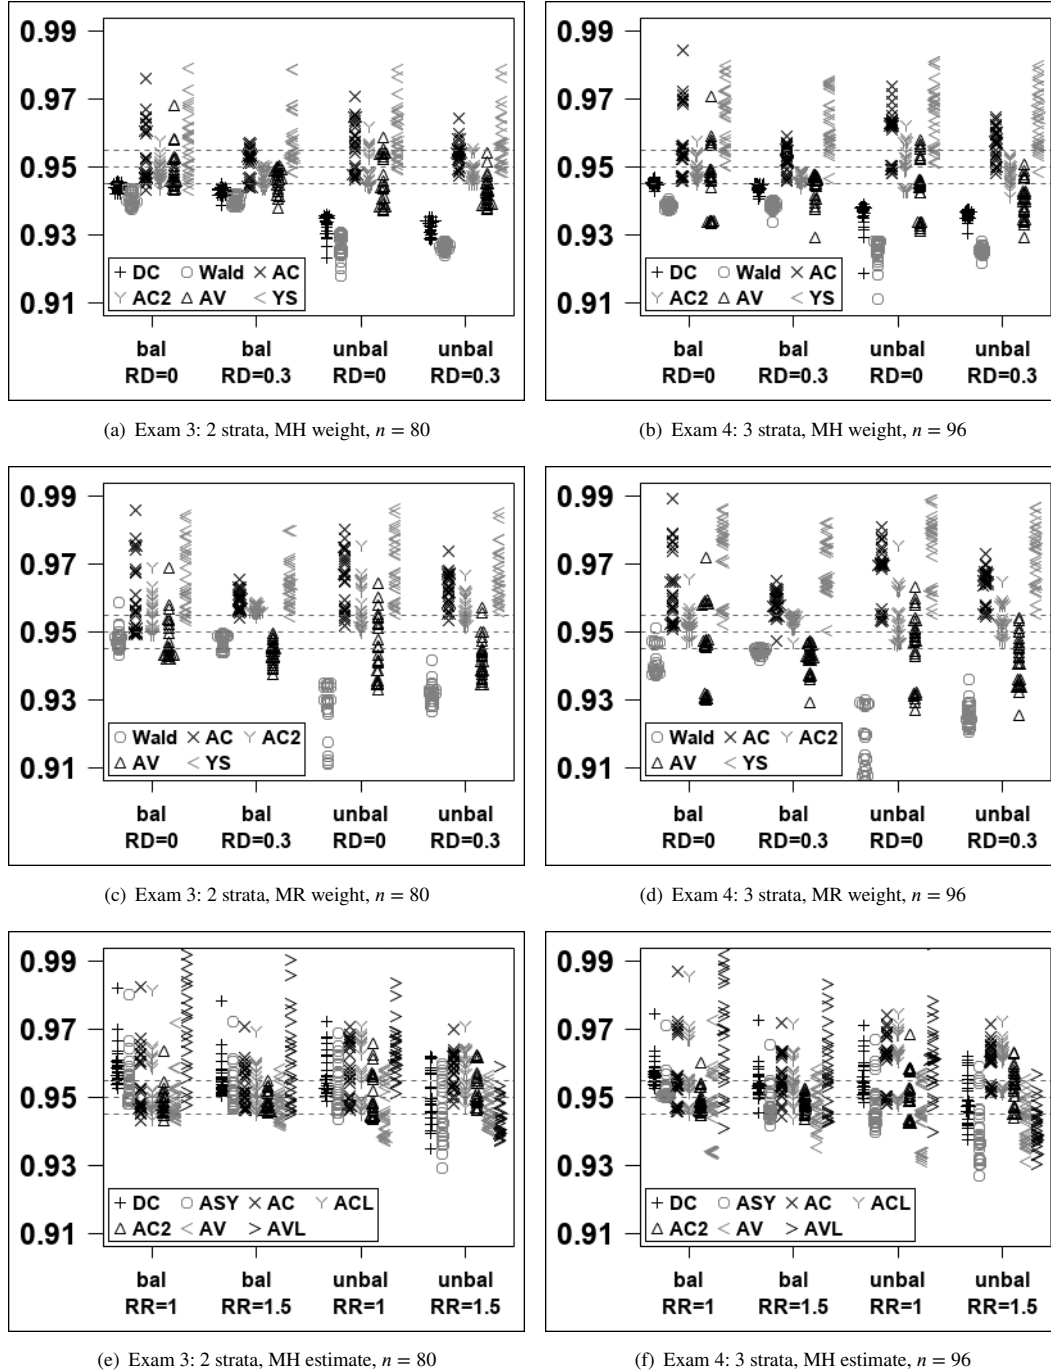 0.99
0.97
0.95
0.93
0.91
DC Wald AC
AC2 AV YS
bal bal unbal unbal
RD=0 RD=0.3 RD=0 RD=0.3
(a) Exam 3: 2 strata, MH weight, n = 80
0.99
0.97
0.95
0.93
0.91
DC Wald AC
AC2 AV YS
bal bal unbal unbal
RD=0 RD=0.3 RD=0 RD=0.3
(b) Exam 4: 3 strata, MH weight, n = 96
0.99
0.97
0.95
0.93
0.91
Wald AC AC2
AV YS
bal bal unbal unbal
RD=0 RD=0.3 RD=0 RD=0.3
(c) Exam 3: 2 strata, MR weight, n = 80
0.99
0.97
0.95
0.93
0.91
Wald AC AC2
AV YS
bal bal unbal unbal
RD=0 RD=0.3 RD=0 RD=0.3
(d) Exam 4: 3 strata, MR weight, n = 96
0.99
0.97
0.95
0.93
0.91
DC ASY AC ACL
AC2 AV AVL
bal bal unbal unbal
RR=1 RR=1.5 RR=1 RR=1.5
(e) Exam 3: 2 strata, MH estimate, n = 80
0.99
0.97
0.95
0.93
0.91
DC ASY AC ACL
AC2 AV AVL
bal bal unbal unbal
RR=1 RR=1.5 RR=1 RR=1.5
(f) Exam 4: 3 strata, MH estimate, n = 96